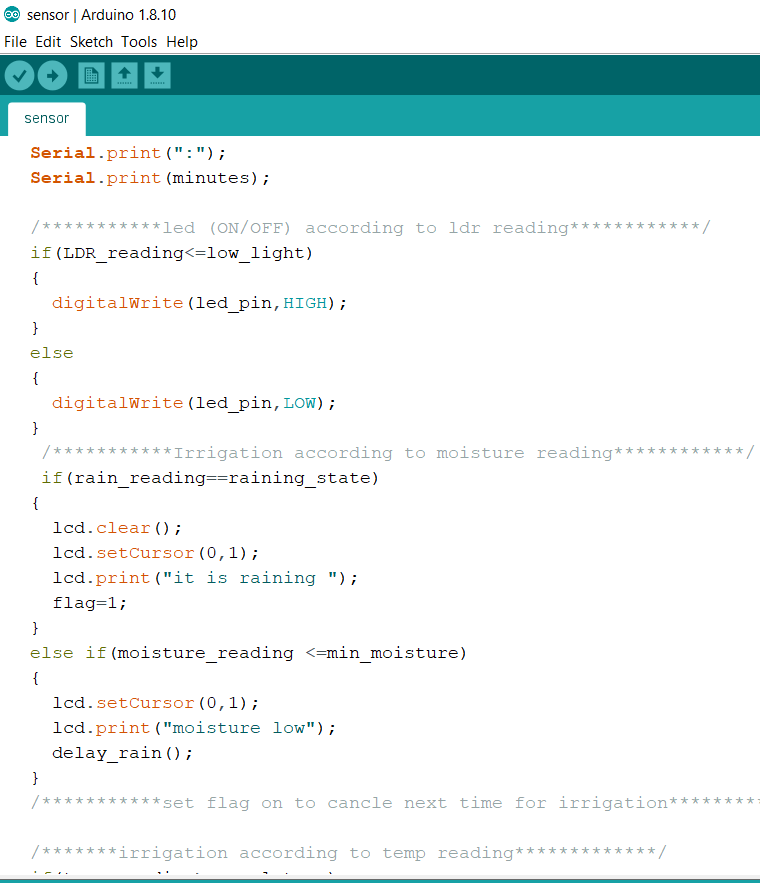 sensor | Arduino 1.8.10
File Edit Sketch Tools Help
sensor
Serial.print(":");
Serial.print(minutes);
/***********led (ON/OFF) according to ldr reading************/
if(LDR_reading<=low_light)
{
digitalWrite(led_pin,HIGH);
}
else
{
digitalWrite(led_pin,LOW);
}
/***********Irrigation according to moisture reading************/
if(rain_reading==raining_state)
{
lcd.clear();
lcd.setCursor(0,1);
lcd.print("it is raining ");
flag=1;
}
else if(moisture_reading <=min_moisture)
{
lcd.setCursor(0,1);
lcd.print("moisture low");
delay_rain();
}
/***********set flag on to cancle next time for irrigation*********
/*******irrigation according to temp reading*************/